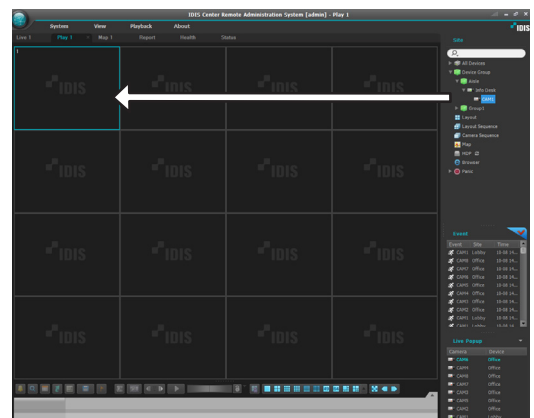 IDIS Center Remote Administration System [admin] - Play 1
System View Playback About
IDIS
Live 1 Play 1 Map 1 Report Health Status
Site
1
All Devices
Device Group
Info Desk
CAM1
Group1
Layout
Layout Sequence
Camera Sequence
Map
Browser
Panic
IDIS IDIS IDIS IDIS
IDIS IDIS IDIS IDIS
IDIS IDIS IDIS IDIS
IDIS IDIS IDIS IDIS
Event
Event Site Time
CAM1 Lobby
CAM8 Office
CAM7 Office
CAM6 Office
CAM5 Office
CAM4 Office
CAM3 Office
CAM2 Office
CAM1 Lobby
Live Popup
Camera Device
CAM6 Office
CAM4 Office
CAM8 Office
CAM7 Office
CAM3 Office
CAM5 Office
CAM2 Office
CAM1 Lobby